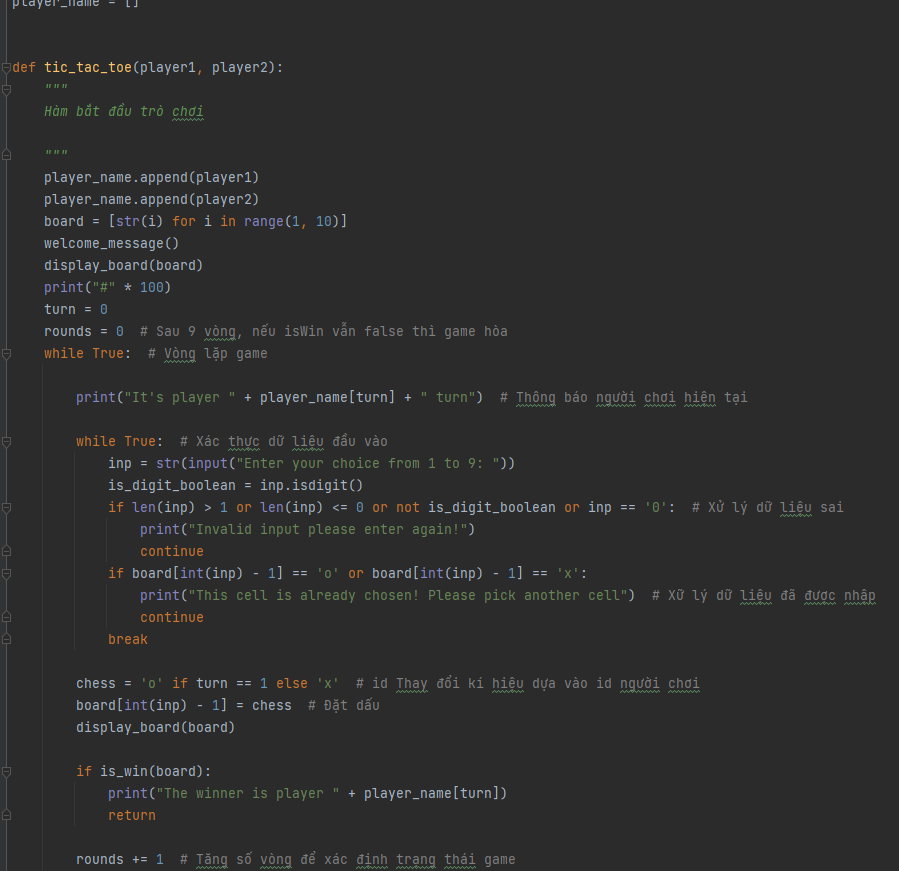 player_name = []
def tic_tac_toe(player1, player2):
"""
Hàm bắt đầu trò chơi
"""
player_name.append(player1)
player_name.append(player2)
board = [str(i) for i in range(1, 10)]
welcome_message()
display_board(board)
print("#" * 100)
turn = 0
rounds = 0  # Sau 9 vòng, nếu isWin vẫn false thì game hòa
while True:  # Vòng lặp game
print("It's player " + player_name[turn] + " turn")  # Thông báo người chơi hiện tại
while True:  # Xác thực dữ liệu đầu vào
inp = str(input("Enter your choice from 1 to 9: "))
is_digit_boolean = inp.isdigit()
if len(inp) > 1 or len(inp) <= 0 or not is_digit_boolean or inp == '0':  # Xử lý dữ liệu sai
print("Invalid input please enter again!")
continue
if board[int(inp) - 1] == 'o' or board[int(inp) - 1] == 'x':
print("This cell is already chosen! Please pick another cell")  # Xữ lý dữ liệu đã được nhập
continue
break
chess = 'o' if turn == 1 else 'x'  # id Thay đổi kí hiệu dựa vào id người chơi
board[int(inp) - 1] = chess  # Đặt dấu
display_board(board)
if is_win(board):
print("The winner is player " + player_name[turn])
return
rounds += 1  # Tăng số vòng để xác định trạng thái game